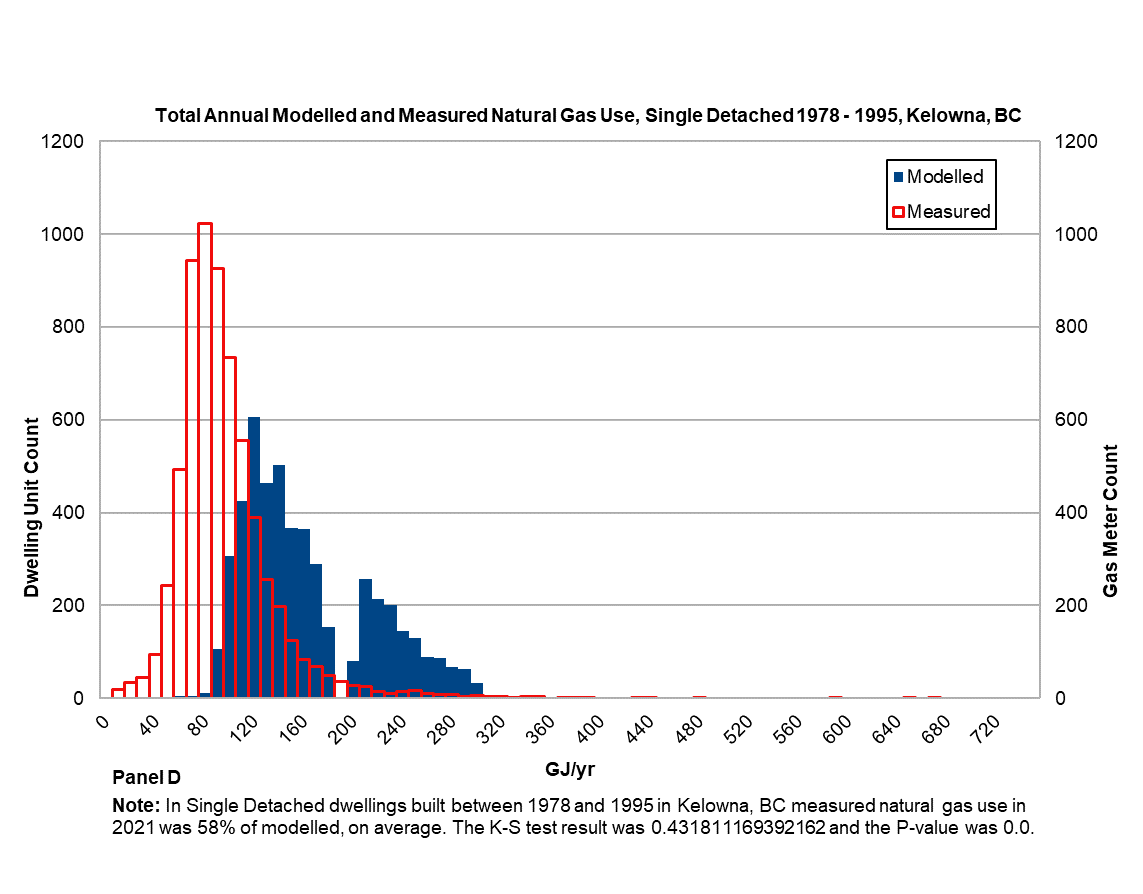 Total Annual Modelled and Measured Natural Gas Use, Single Detached 1978 - 1995, Kelowna, BC
1200
1200
Modelled
Measured
1000
1000
800
800
600
600
400
400
200
200
0
0
Dwelling Unit Count
Gas Meter Count
0 40 80 120 160 200 240 280 320 360 400 440 480 520 560 600 640 680 720
GJ/yr
Panel D
Note: In Single Detached dwellings built between 1978 and 1995 in Kelowna, BC measured natural gas use in
2021 was 58% of modelled, on average. The K-S test result was 0.431811169392162 and the P-value was 0.0.